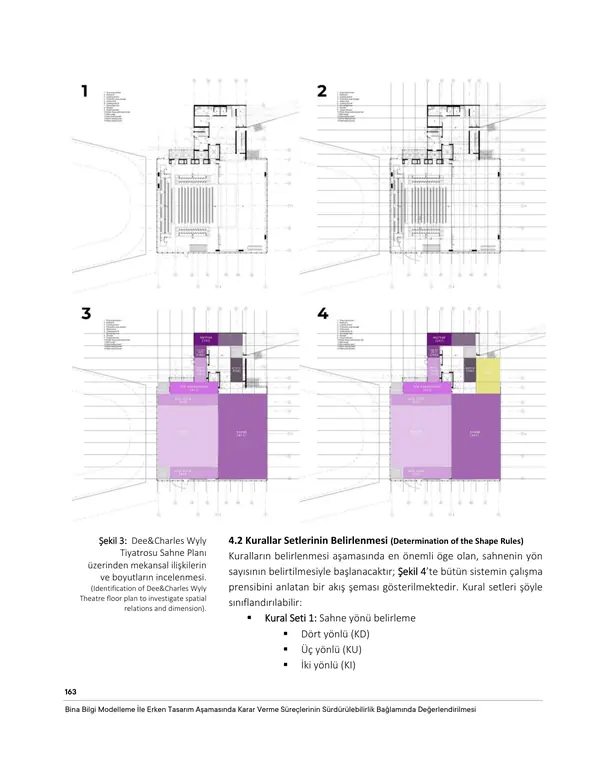 1
2
3
4
Şekil 3: Dee&Charles Wyly
Tiyatrosu Sahne Planı
üzerinden mekansal ilişkilerin
ve boyutların incelenmesi.
(Identification of Dee&Charles Wyly
Theatre floor plan to investigate spatial
relations and dimension).
4.2 Kurallar Setlerinin Belirlenmesi (Determination of the Shape Rules)
Kuralların belirlenmesi aşamasında en önemli öge olan, sahnenin yön
sayısının belirtilmesiyle başlanacaktır; Şekil 4'te bütün sistemin çalışma
prensibini anlatan bir akış şeması gösterilmektedir. Kural setleri şöyle
sınıflandırılabilir:
▪ Kural Seti 1: Sahne yönü belirleme
▪ Dört yönlü (KD)
▪ Üç yönlü (KU)
▪ İki yönlü (KI)
163
Bina Bilgi Modelleme İle Erken Tasarım Aşamasında Karar Verme Süreçlerinin Sürdürülebilirlik Bağlamında Değerlendirilmesi